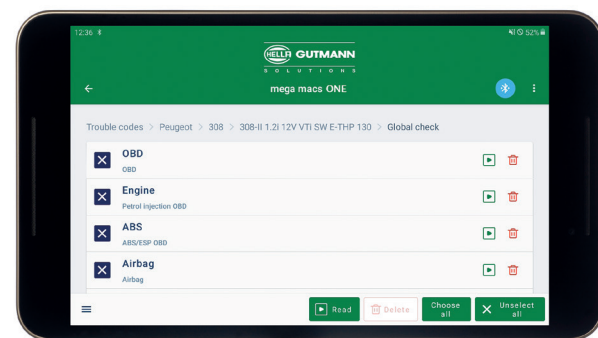 12:36
52%
HELLA GUTMANN
SOLUTIONS
mega macs ONE
Trouble codes > Peugeot > 308 > 308-II 1.2i 12V VTi SW E-THP 130 > Global check
OBD
OBD
Engine
Petrol injection OBD
ABS
ABS/ESP OBD
Airbag
Airbag
Read
Delete
Choose all
Unselect all